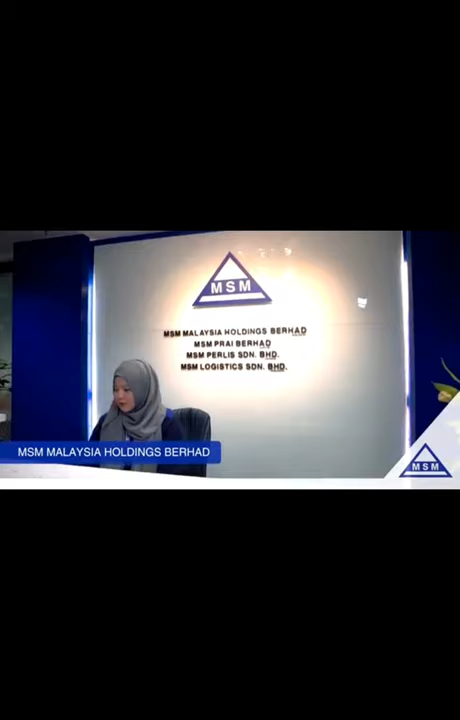 MSM
MSM MALAYSIA HOLDINGS BERHAD
MSM PRAI BERHAD
MSM PERLIS SDN. BHD.
MSM LOGISTICS SDN. BHD.
MSM MALAYSIA HOLDINGS BERHAD
MSM